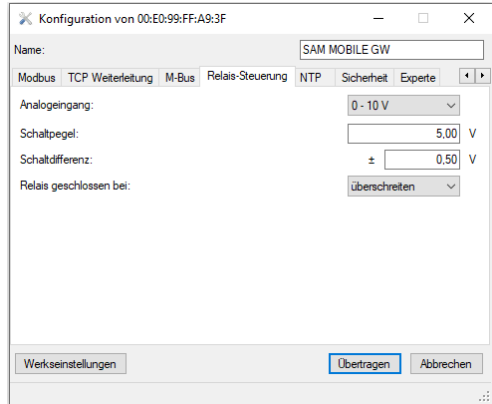 Konfiguration von 00:E0:99:FF:A9:3F
Name: SAM MOBILE GW
Modbus TCP Weiterleitung M-Bus Relais-Steuerung NTP Sicherheit Experte
Analogeingang: 0 - 10 V
Schaltpegel: 5,00 V
Schaltdifferenz: ± 0,50 V
Relais geschlossen bei: überschreiten
Werkseinstellungen Übertragen Abbrechen